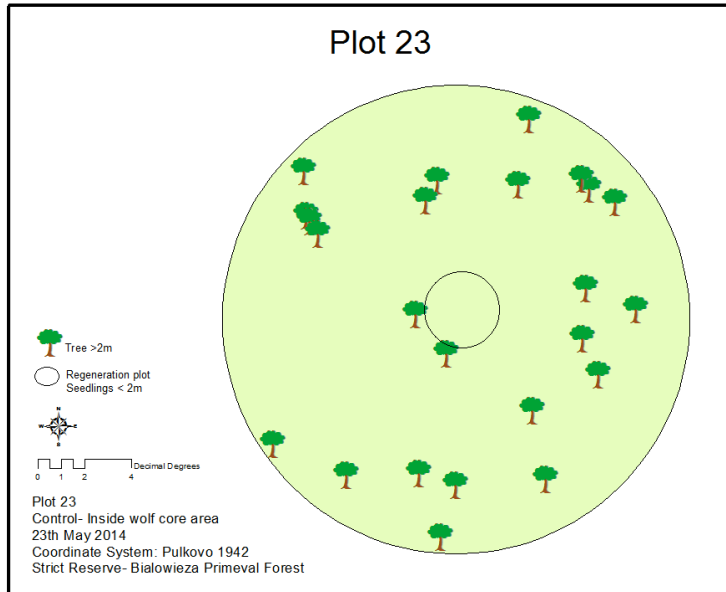 Plot 23
Tree >2m
Regeneration plot
Seedlings < 2m
N
W E
S
0 1 2 4 Decimal Degrees
Plot 23
Control- Inside wolf core area
23th May 2014
Coordinate System: Pulkovo 1942
Strict Reserve- Bialowieza Primeval Forest